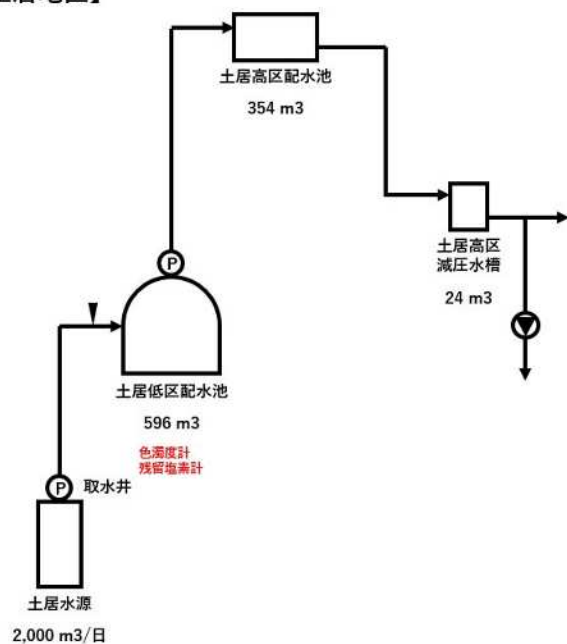 土居高区配水池
354 m3
土居高区
減圧水槽
24 m3
P
土居低区配水池
596 m3
色濁度計
残留塩素計
P
取水井
土居水源
2,000 m3/日